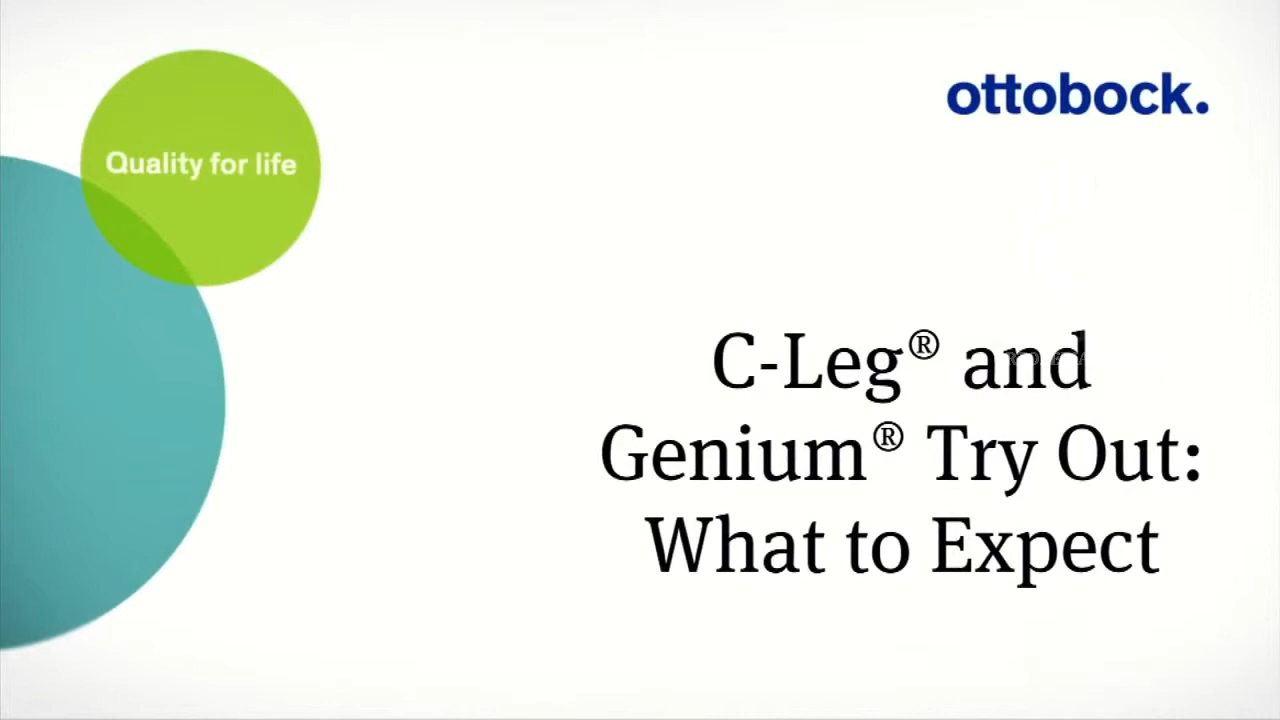 Quality for life
ottobock.
C-Leg® and
Genium® Try Out:
What to Expect